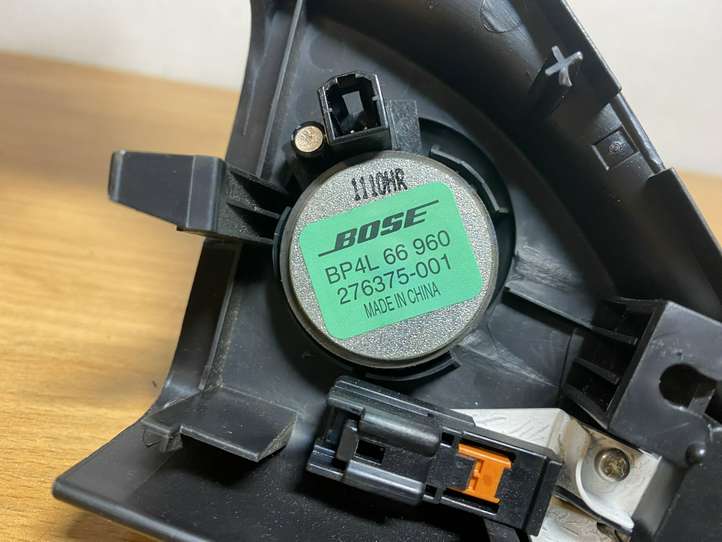 1110HR
BOSE
BP4L 66 960
276375-001
MADE IN CHINA